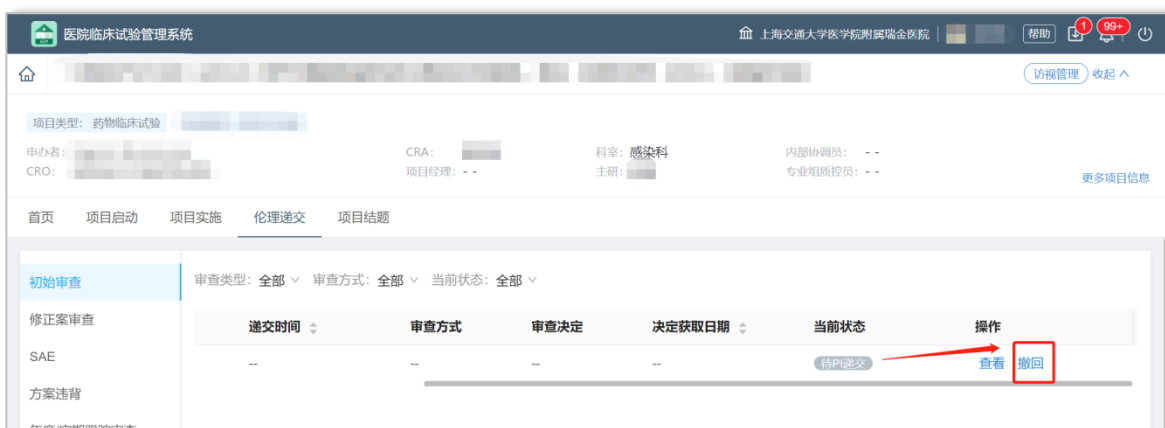 医院临床试验管理系统 上海交通大学医学院附属瑞金医院 帮助 1 99+
访视管理 收起
项目类型: 药物临床试验
申办者: CRA: 科室: 感染科 内部协调员: - -
CRO: 项目经理: - - 主研: 专业组质控员: - -
更多项目信息
首页 项目启动 项目实施 伦理递交 项目结题
初始审查 审查类型: 全部 审查方式: 全部 当前状态: 全部
修正案审查 递交时间 审查方式 审查决定 决定获取日期 当前状态 操作
SAE -- -- -- -- 待PI递交 查看 撤回
方案违背